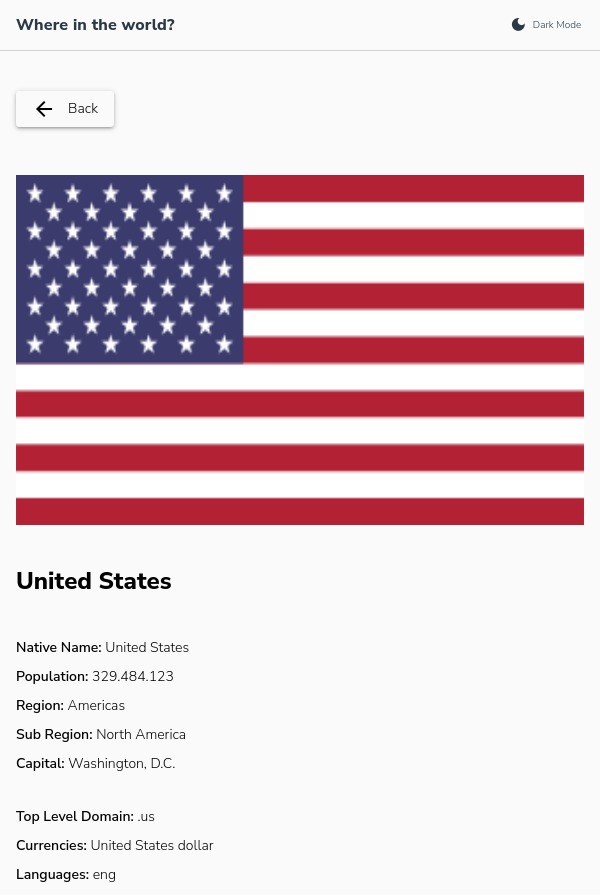 Where in the world?
Dark Mode
Back
United States
Native Name: United States
Population: 329.484.123
Region: Americas
Sub Region: North America
Capital: Washington, D.C.
Top Level Domain: .us
Currencies: United States dollar
Languages: eng